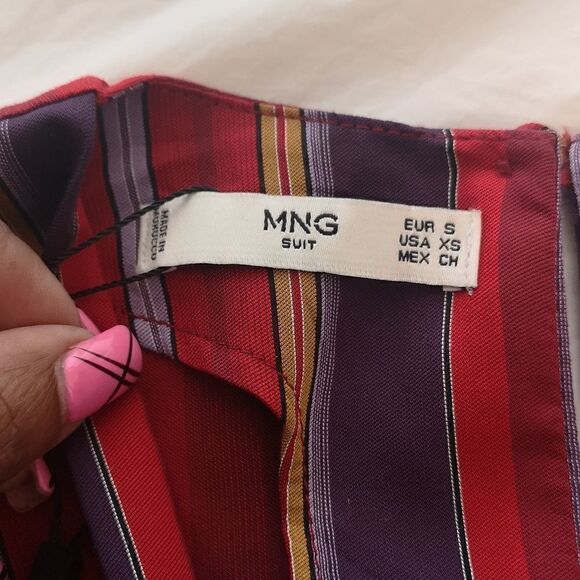 MADE IN
MOROCCO
MNG
SUIT
EUR S
USA XS
MEX CH